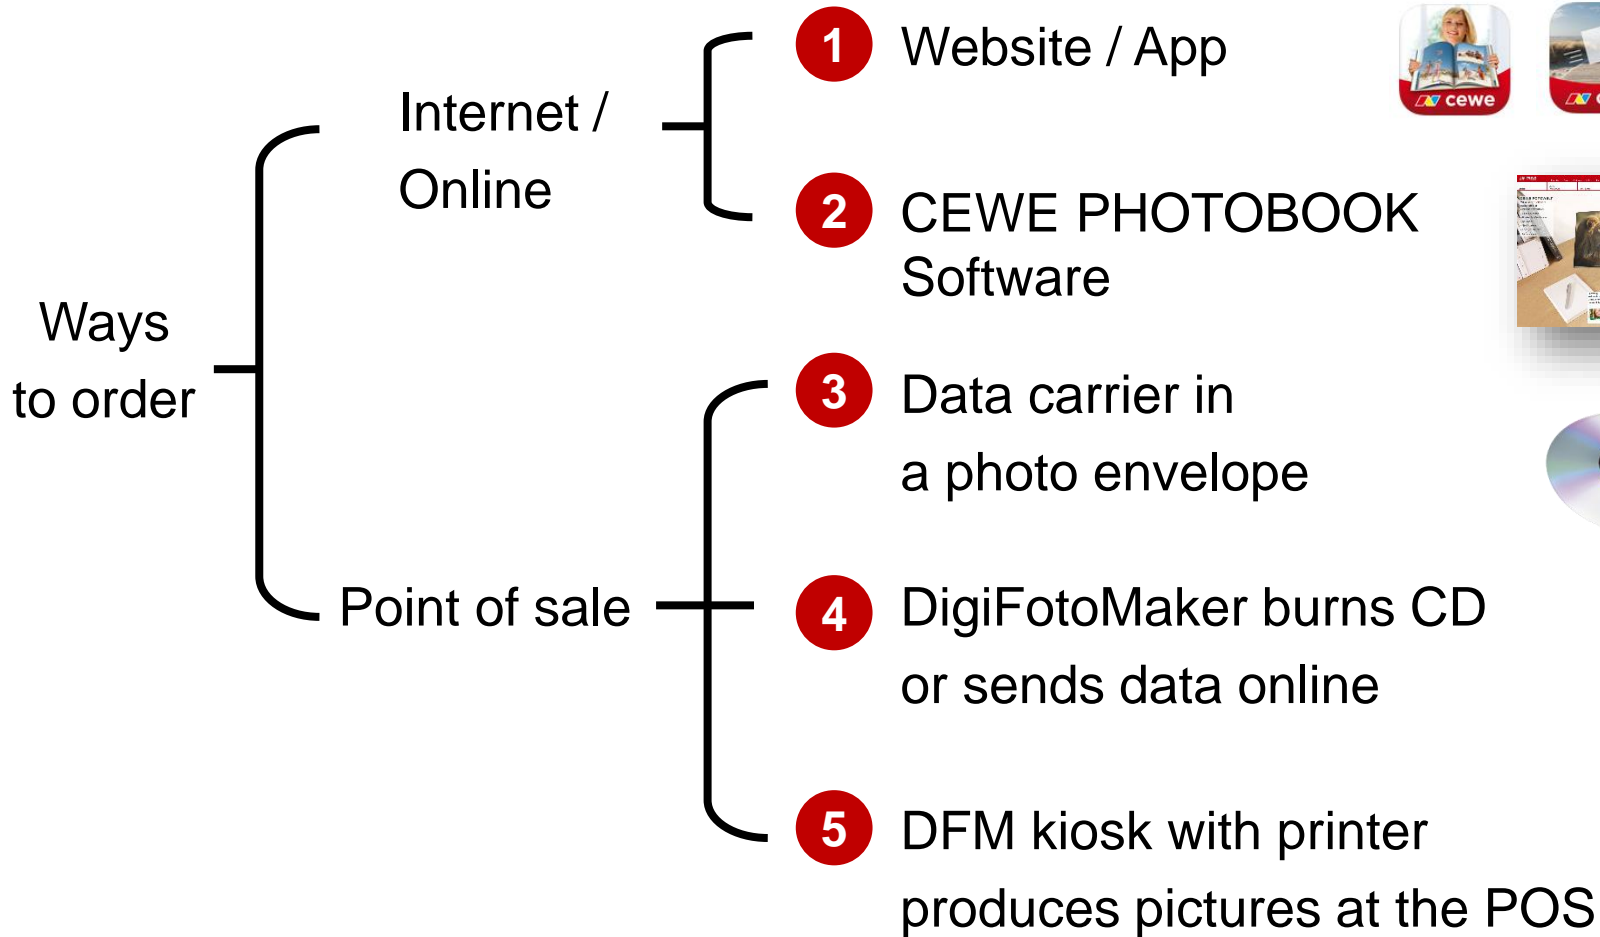 Ways
to order
Internet /
Online
Point of sale
1 Website / App
2 CEWE PHOTOBOOK
Software
3 Data carrier in
a photo envelope
4 DigiFotoMaker burns CD
or sends data online
5 DFM kiosk with printer
produces pictures at the POS
cewe